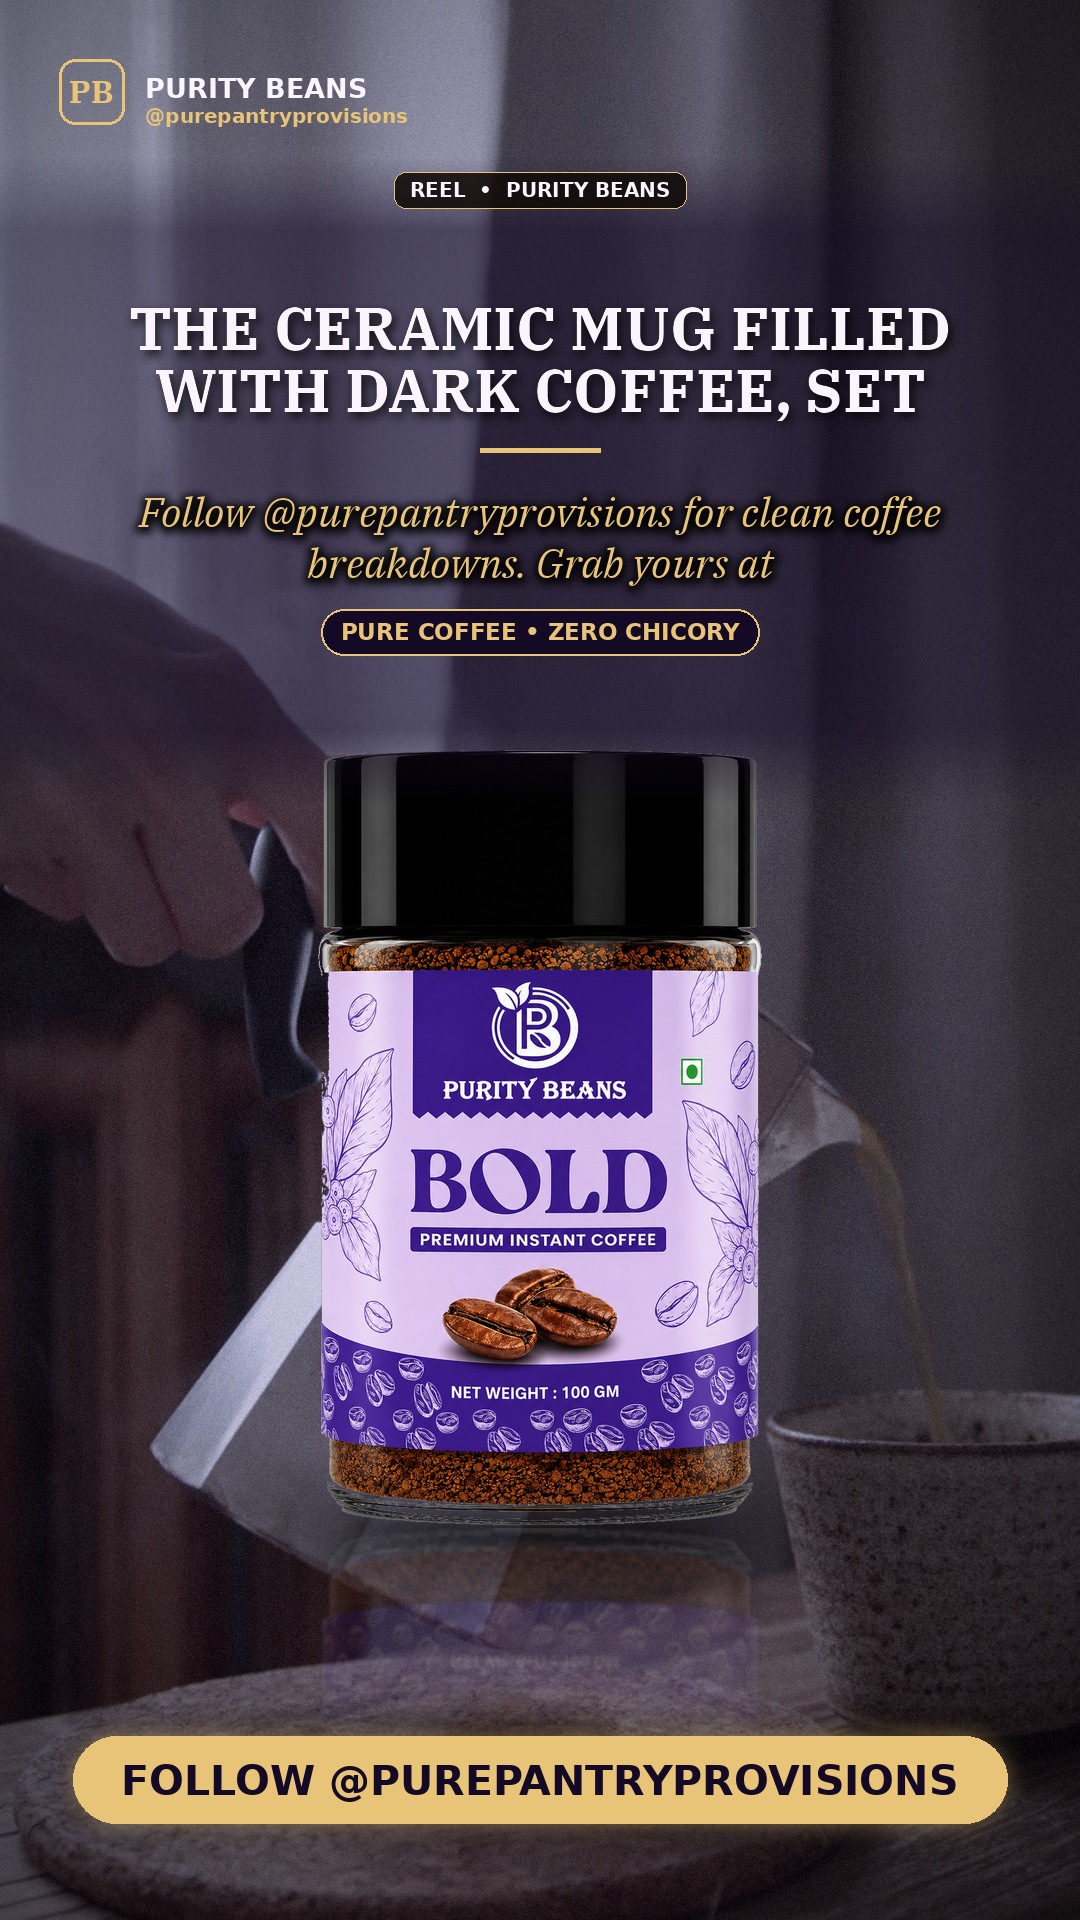 PB
PURITY BEANS
@purepantryprovisions
REEL • PURITY BEANS
THE CERAMIC MUG FILLED
WITH DARK COFFEE, SET
Follow @purepantryprovisions for clean coffee
breakdowns. Grab yours at
PURE COFFEE • ZERO CHICORY
B
PURITY BEANS
BOLD
PREMIUM INSTANT COFFEE
NET WEIGHT : 100 GM
FOLLOW @PUREPANTRYPROVISIONS